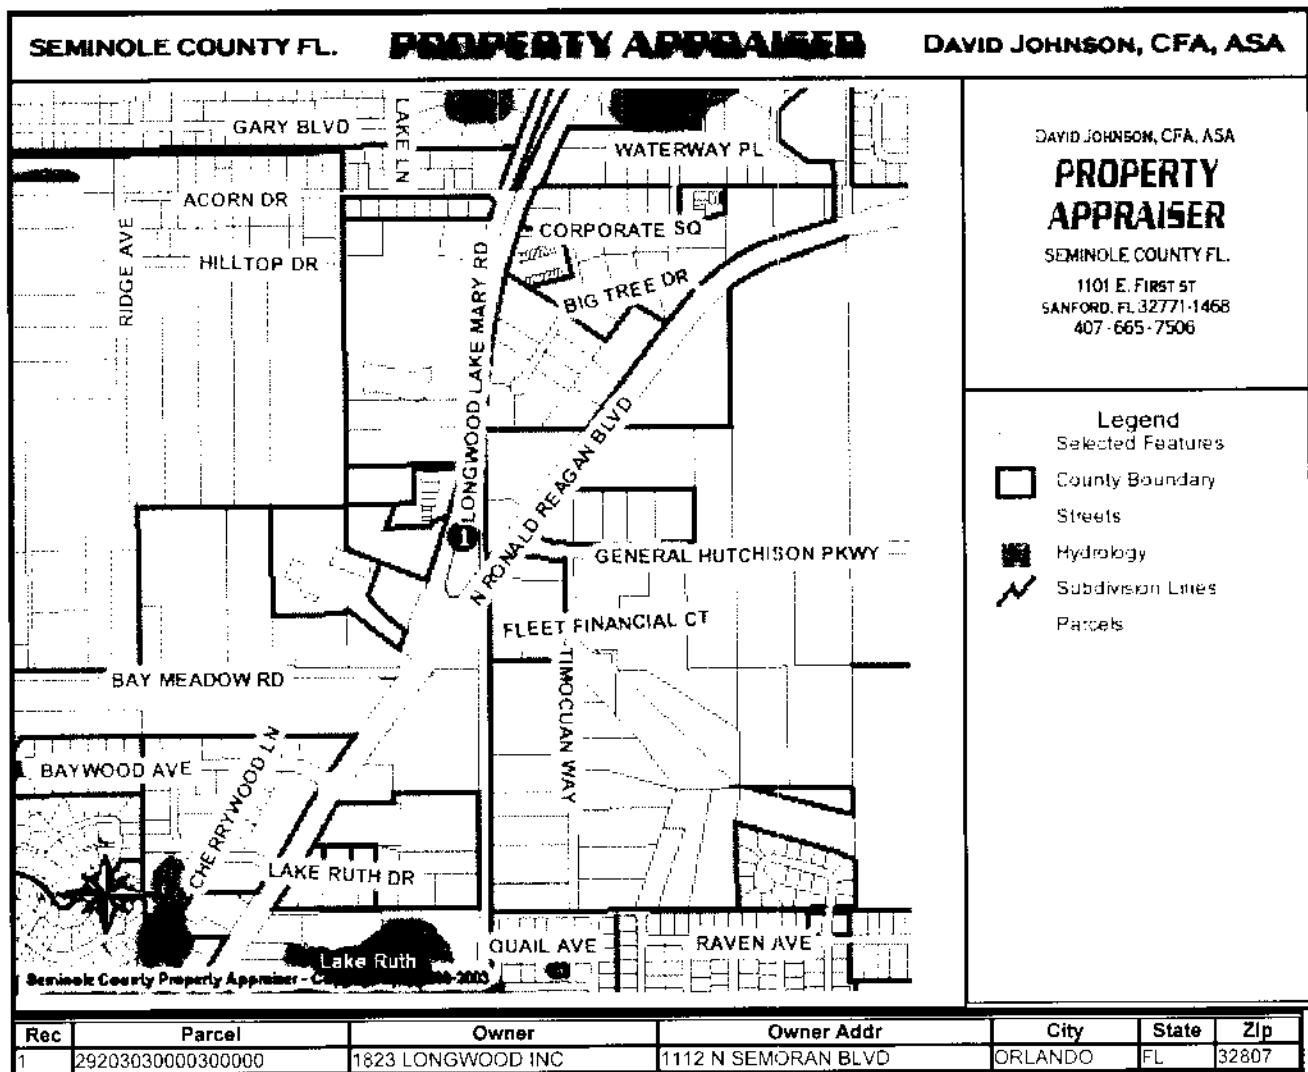 SEMINOLE COUNTY FL. PROPERTY APPRAISER DAVID JOHNSON, CFA, ASA
DAVID JOHNSON, CFA, ASA
PROPERTY
APPRAISER
SEMINOLE COUNTY FL.
1101 E. FIRST ST
SANFORD, FL 32771-1468
407-665-7506
Legend
Selected Features
County Boundary
Streets
Hydrology
Subdivision Lines
Parcels
GARY BLVD
LAKE LN
WATERWAY PL
ACORN DR
RIDGE AVE
HILLTOP DR
CORPORATE SQ
BIG TREE DR
LONGWOOD LAKE MARY RD
N RONALD REAGAN BLVD
1
GENERAL HUTCHISON PKWY
FLEET FINANCIAL CT
TIMOCUAN WAY
BAY MEADOW RD
BAYWOOD AVE
CHERRYWOOD LN
LAKE RUTH DR
QUAIL AVE
RAVEN AVE
Lake Ruth
Seminole County Property Appraiser -
Rec Parcel Owner Owner Addr City State Zip
1 29203030000300000 1823 LONGWOOD INC 1112 N SEMORAN BLVD ORLANDO FL 32807